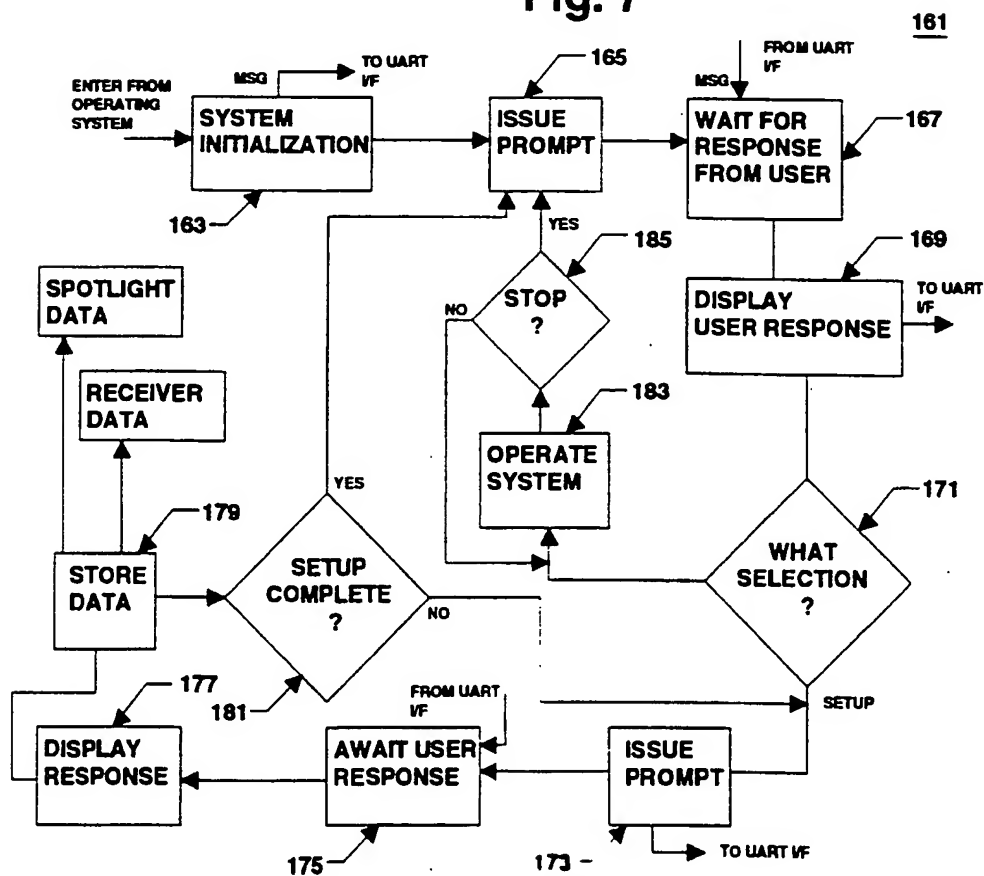 Fig. 7
161
ENTER FROM
OPERATING
SYSTEM
MSG
TO UART
I/F
SYSTEM
INITIALIZATION
163
165
ISSUE
PROMPT
FROM UART
I/F
MSG
WAIT FOR
RESPONSE
FROM USER
167
169
DISPLAY
USER RESPONSE
TO UART
I/F
YES
185
STOP
?
NO
183
OPERATE
SYSTEM
171
WHAT
SELECTION
?
SETUP
SPOTLIGHT
DATA
RECEIVER
DATA
179
STORE
DATA
YES
SETUP
COMPLETE
?
NO
181
177
DISPLAY
RESPONSE
FROM UART
I/F
AWAIT USER
RESPONSE
175
ISSUE
PROMPT
173
TO UART I/F